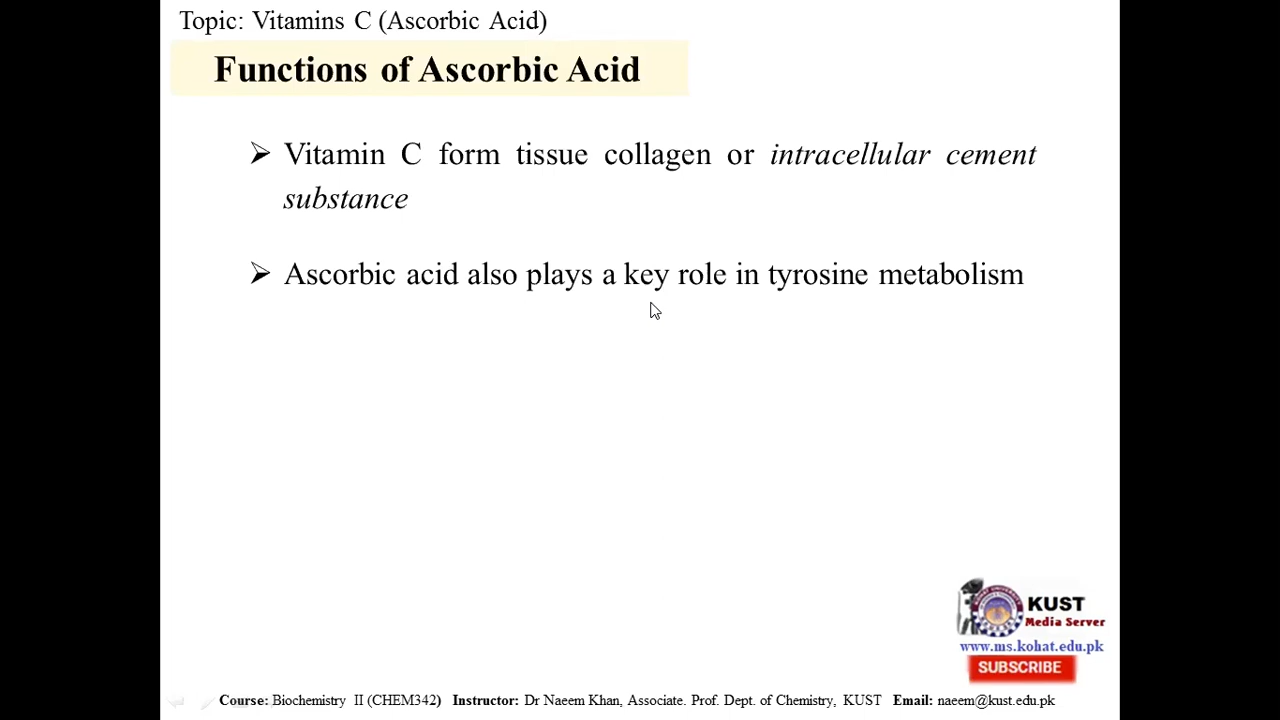 Topic: Vitamins C (Ascorbic Acid)
Functions of Ascorbic Acid
Vitamin C form tissue collagen or intracellular cement
substance
Ascorbic acid also plays a key role in tyrosine metabolism
KUST
Media Server
www.ms.kohat.edu.pk
SUBSCRIBE
Course: Biochemistry II (CHEM342) Instructor: Dr Naeem Khan, Associate. Prof. Dept. of Chemistry, KUST Email: naeem@kust.edu.pk